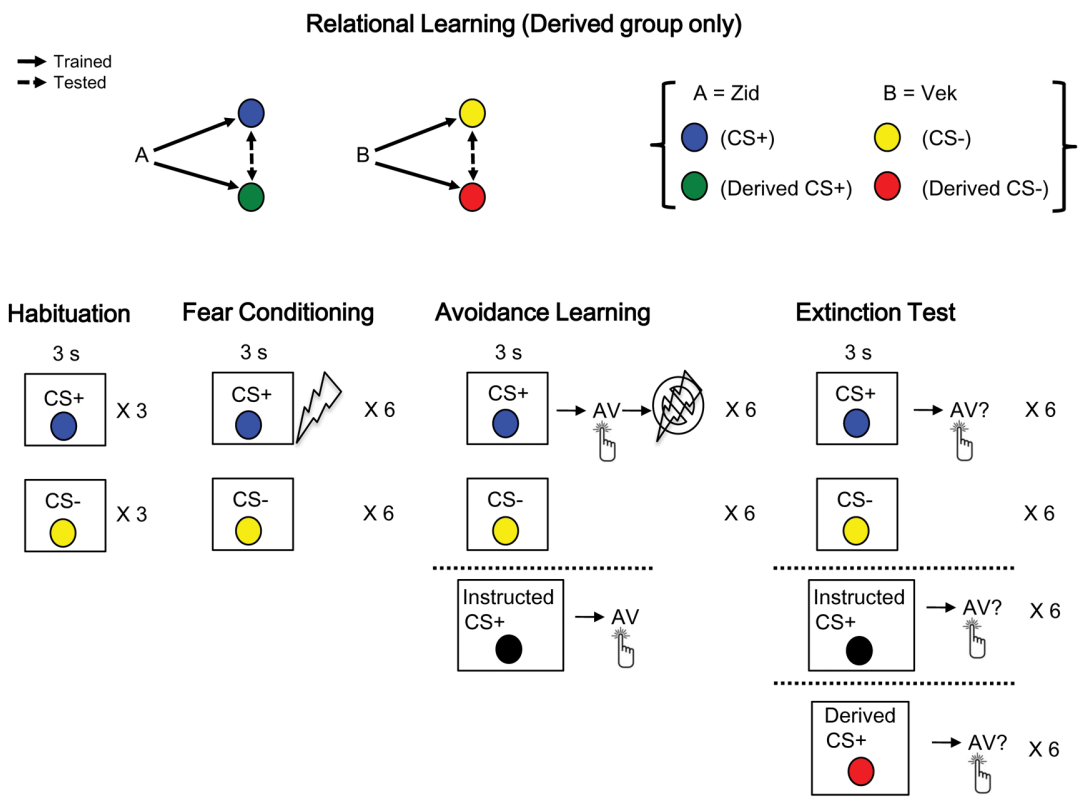 Relational Learning (Derived group only)
Trained
Tested
A
B
A = Zid
B = Vek
(CS+)
(CS-)
(Derived CS+)
(Derived CS-)
Habituation
3 s
CS+
X 3
CS-
X 3
Fear Conditioning
3 s
CS+
X 6
CS-
X 6
Avoidance Learning
3 s
CS+
AV
X 6
CS-
X 6
Instructed
CS+
AV
Extinction Test
3 s
CS+
AV?
X 6
CS-
X 6
Instructed
CS+
AV?
X 6
Derived
CS+
AV?
X 6